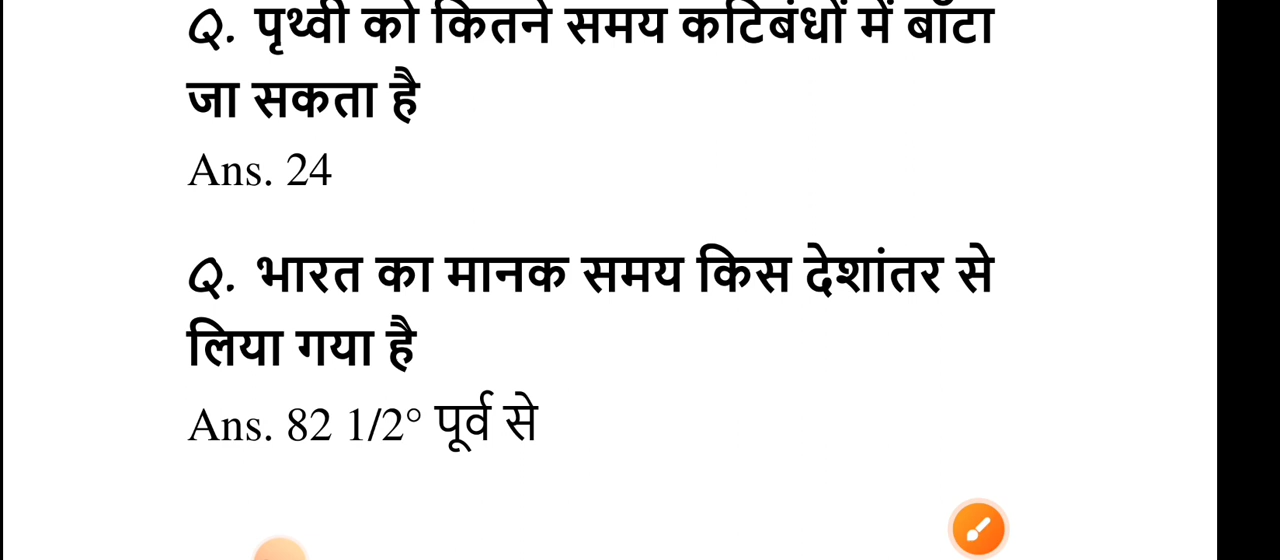 Q. पृथ्वी को कितने समय कटिबंधों में बाँटा
जा सकता है
Ans. 24
Q. भारत का मानक समय किस देशांतर से
लिया गया है
Ans. 82 1/2° पूर्व से